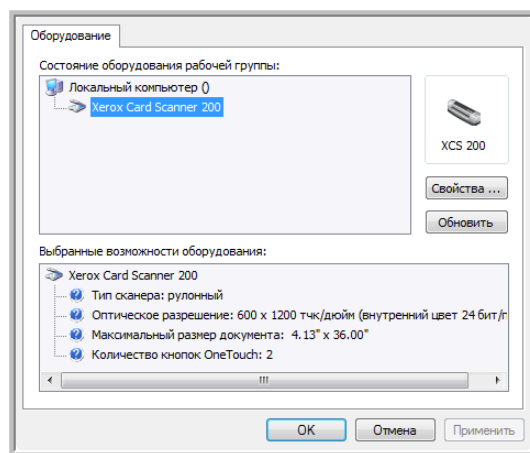 Оборудование
Состояние оборудования рабочей группы:
Локальный компьютер ()
Xerox Card Scanner 200
XCS 200
Свойства ...
Обновить
Выбранные возможности оборудования:
Xerox Card Scanner 200
Тип сканера: рулонный
Оптическое разрешение: 600 x 1200 тчк/дюйм (внутренний цвет 24 бит/п
Максимальный размер документа: 4.13" x 36.00"
Количество кнопок OneTouch: 2
OK
Отмена
Применить